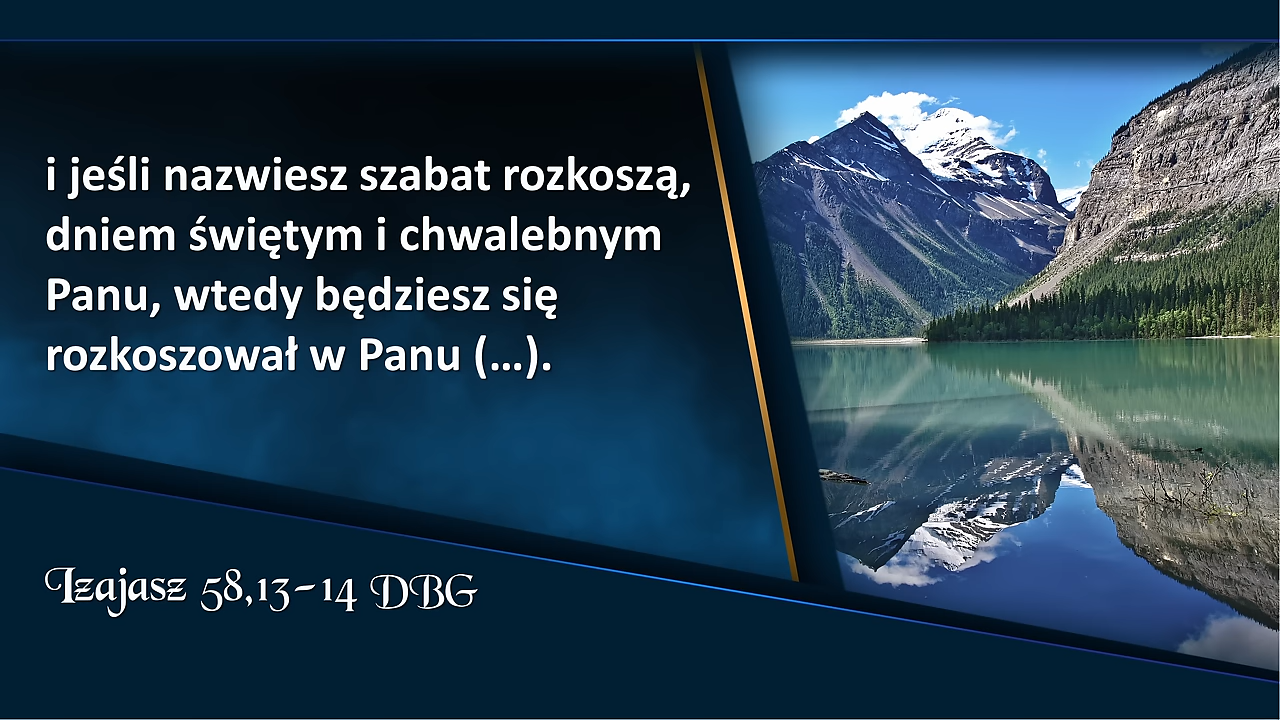 i jeśli nazwiesz szabat rozkoszą,
dniem świętym i chwalebnym
Panu, wtedy będziesz się
rozkoszował w Panu (...).
Izajasz 58,13-14 DBG